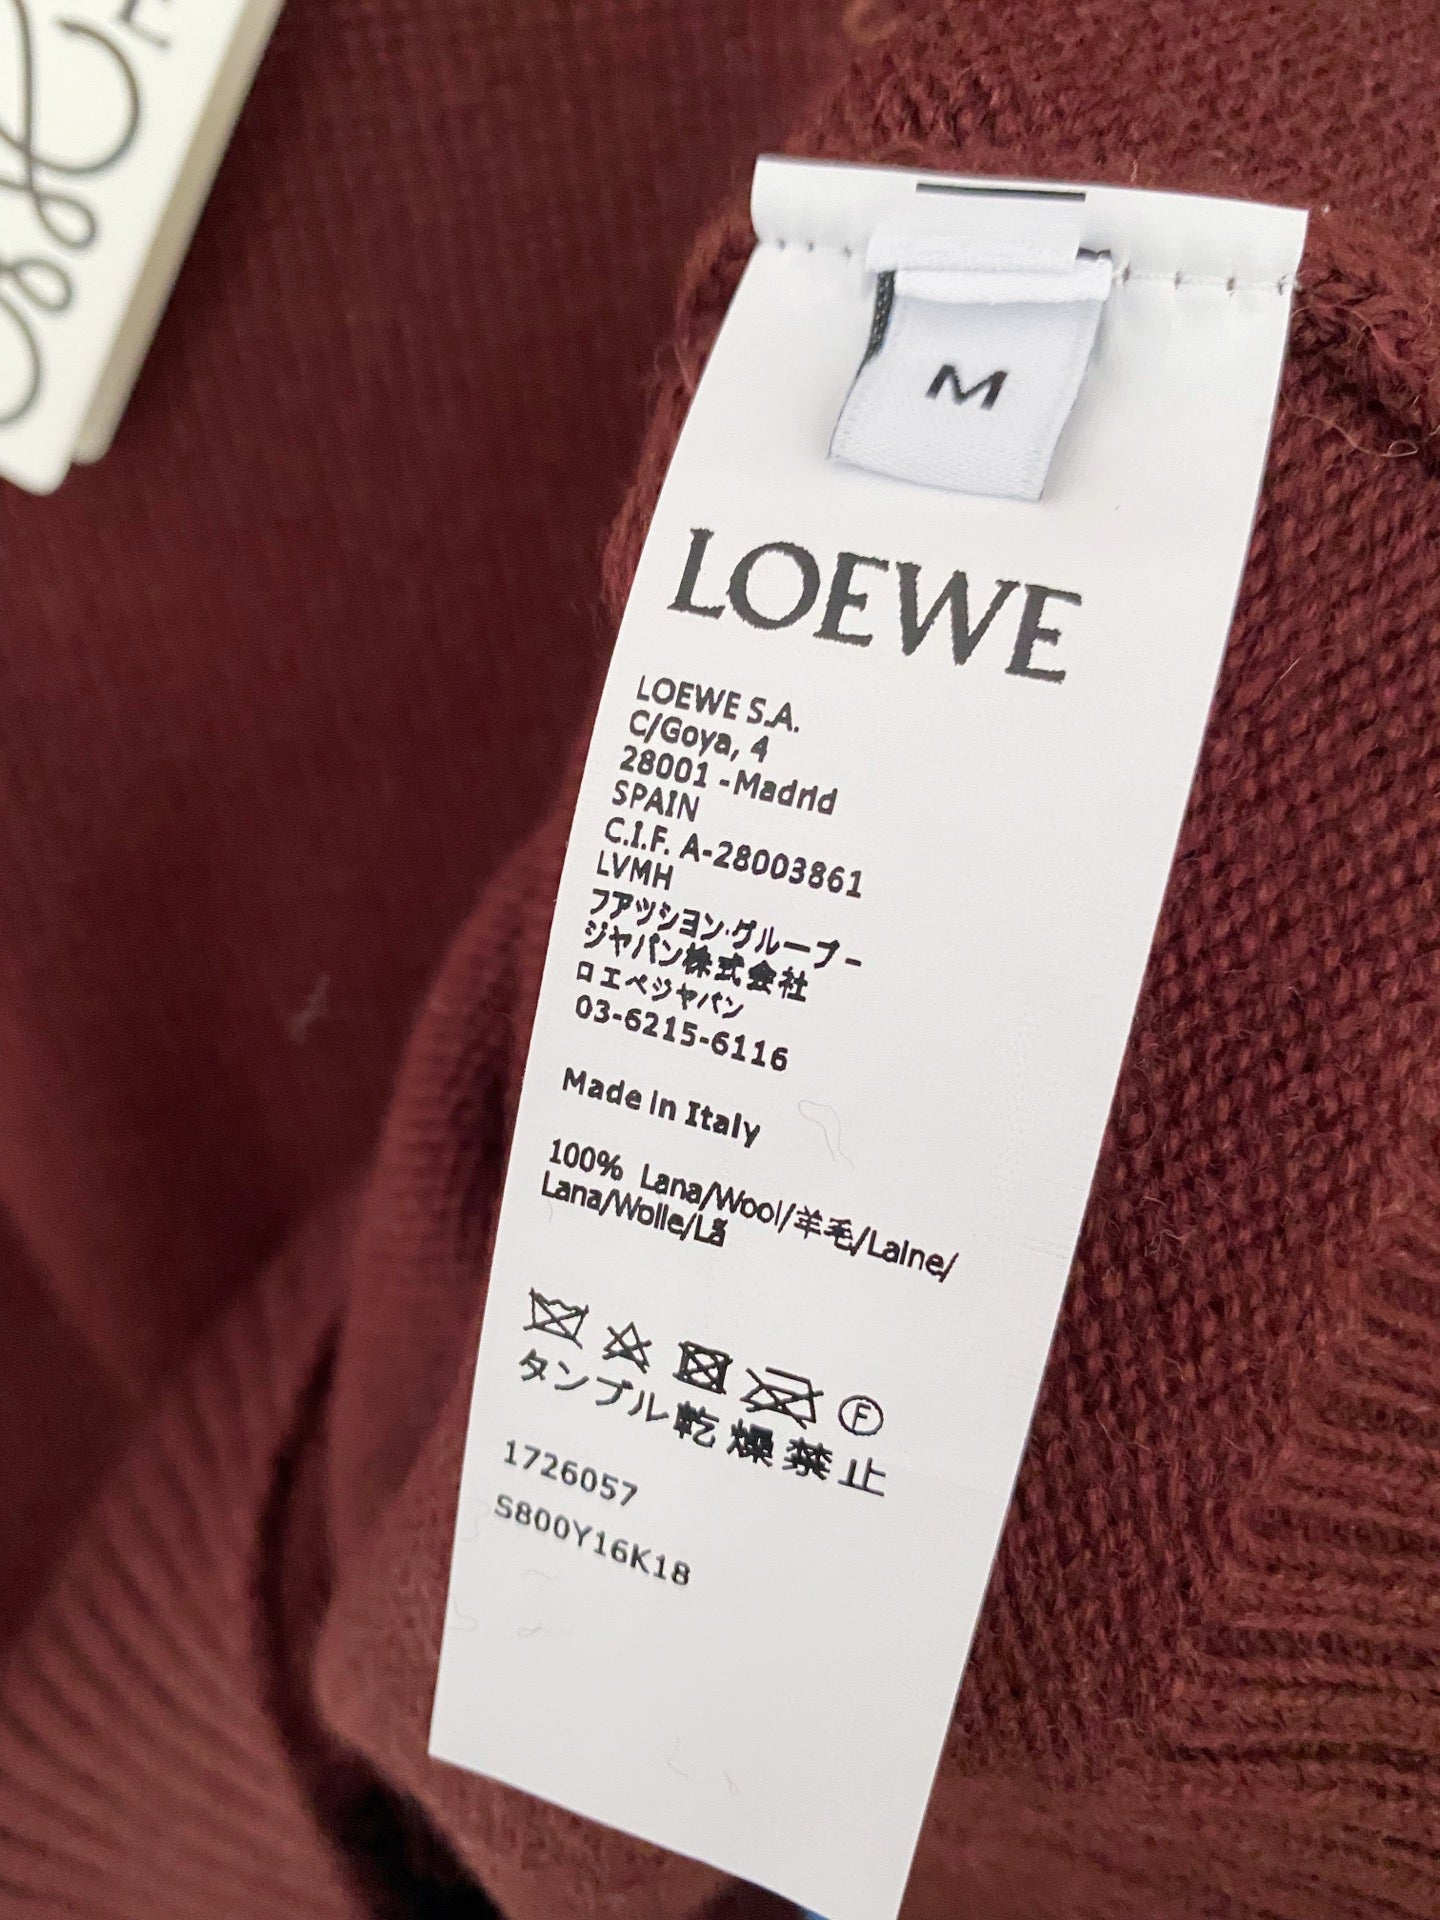 M
LOEWE
LOEWE S.A.
C/Goya, 4
28001 -Madrid
SPAIN
C.I.F. A-28003861
LVMH
フアッション·グループ-
ジャパン株式会社
ロエベジャパン
03-6215-6116
Made in Italy
100% Lana/Wool/羊毛/Laine/
Lana/Wolle/Lã
F
タンブル乾燥禁止
1726057
S800Y16K18